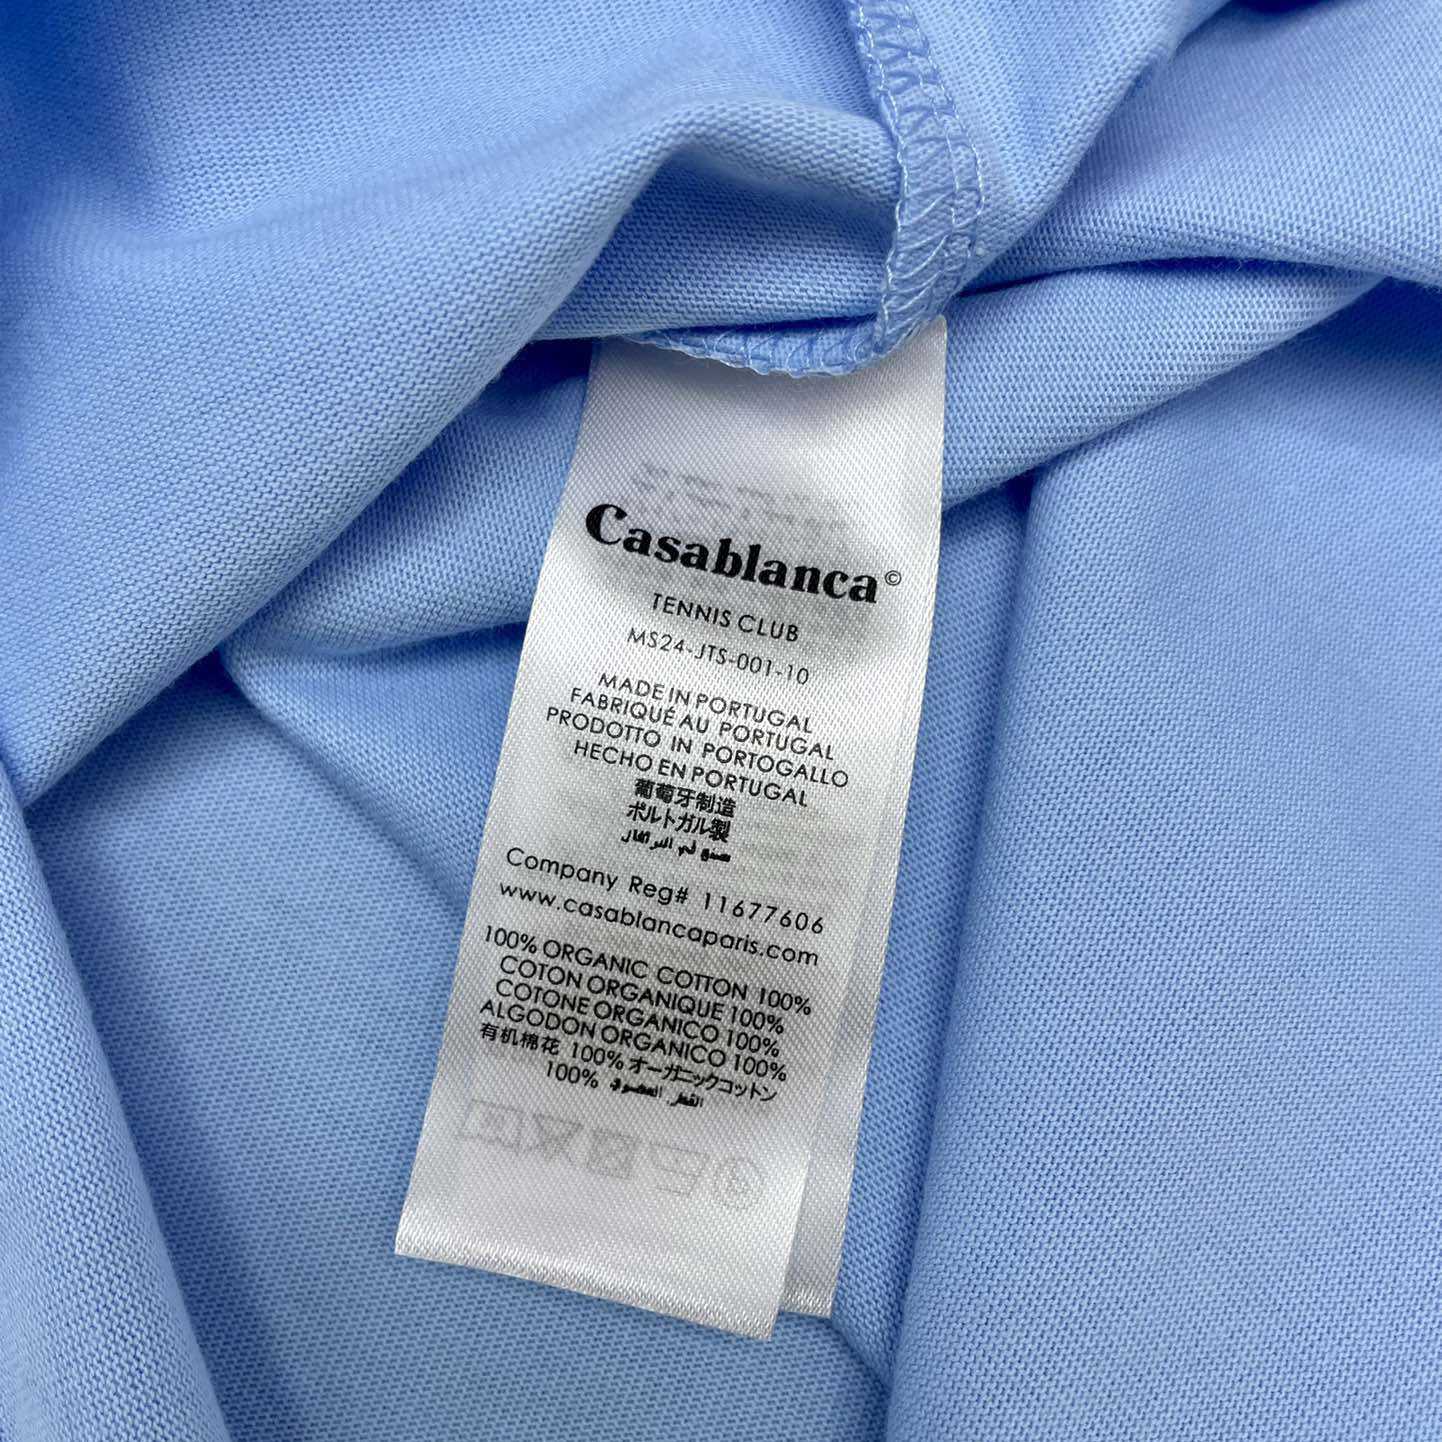 Casablanca©
TENNIS CLUB
MS24-JTS-001-10
MADE IN PORTUGAL
FABRIQUÉ AU PORTUGAL
PRODOTTO IN PORTOGALLO
HECHO EN PORTUGAL
葡萄牙制造
ポルトガル製
Company Reg# 11677606
www.casablancaparis.com
100% ORGANIC COTTON 100%
COTON ORGANIQUE 100%
COTONE ORGANICO 100%
ALGODON ORGANICO 100%
有机棉花 100% オーガニックコットン
100%